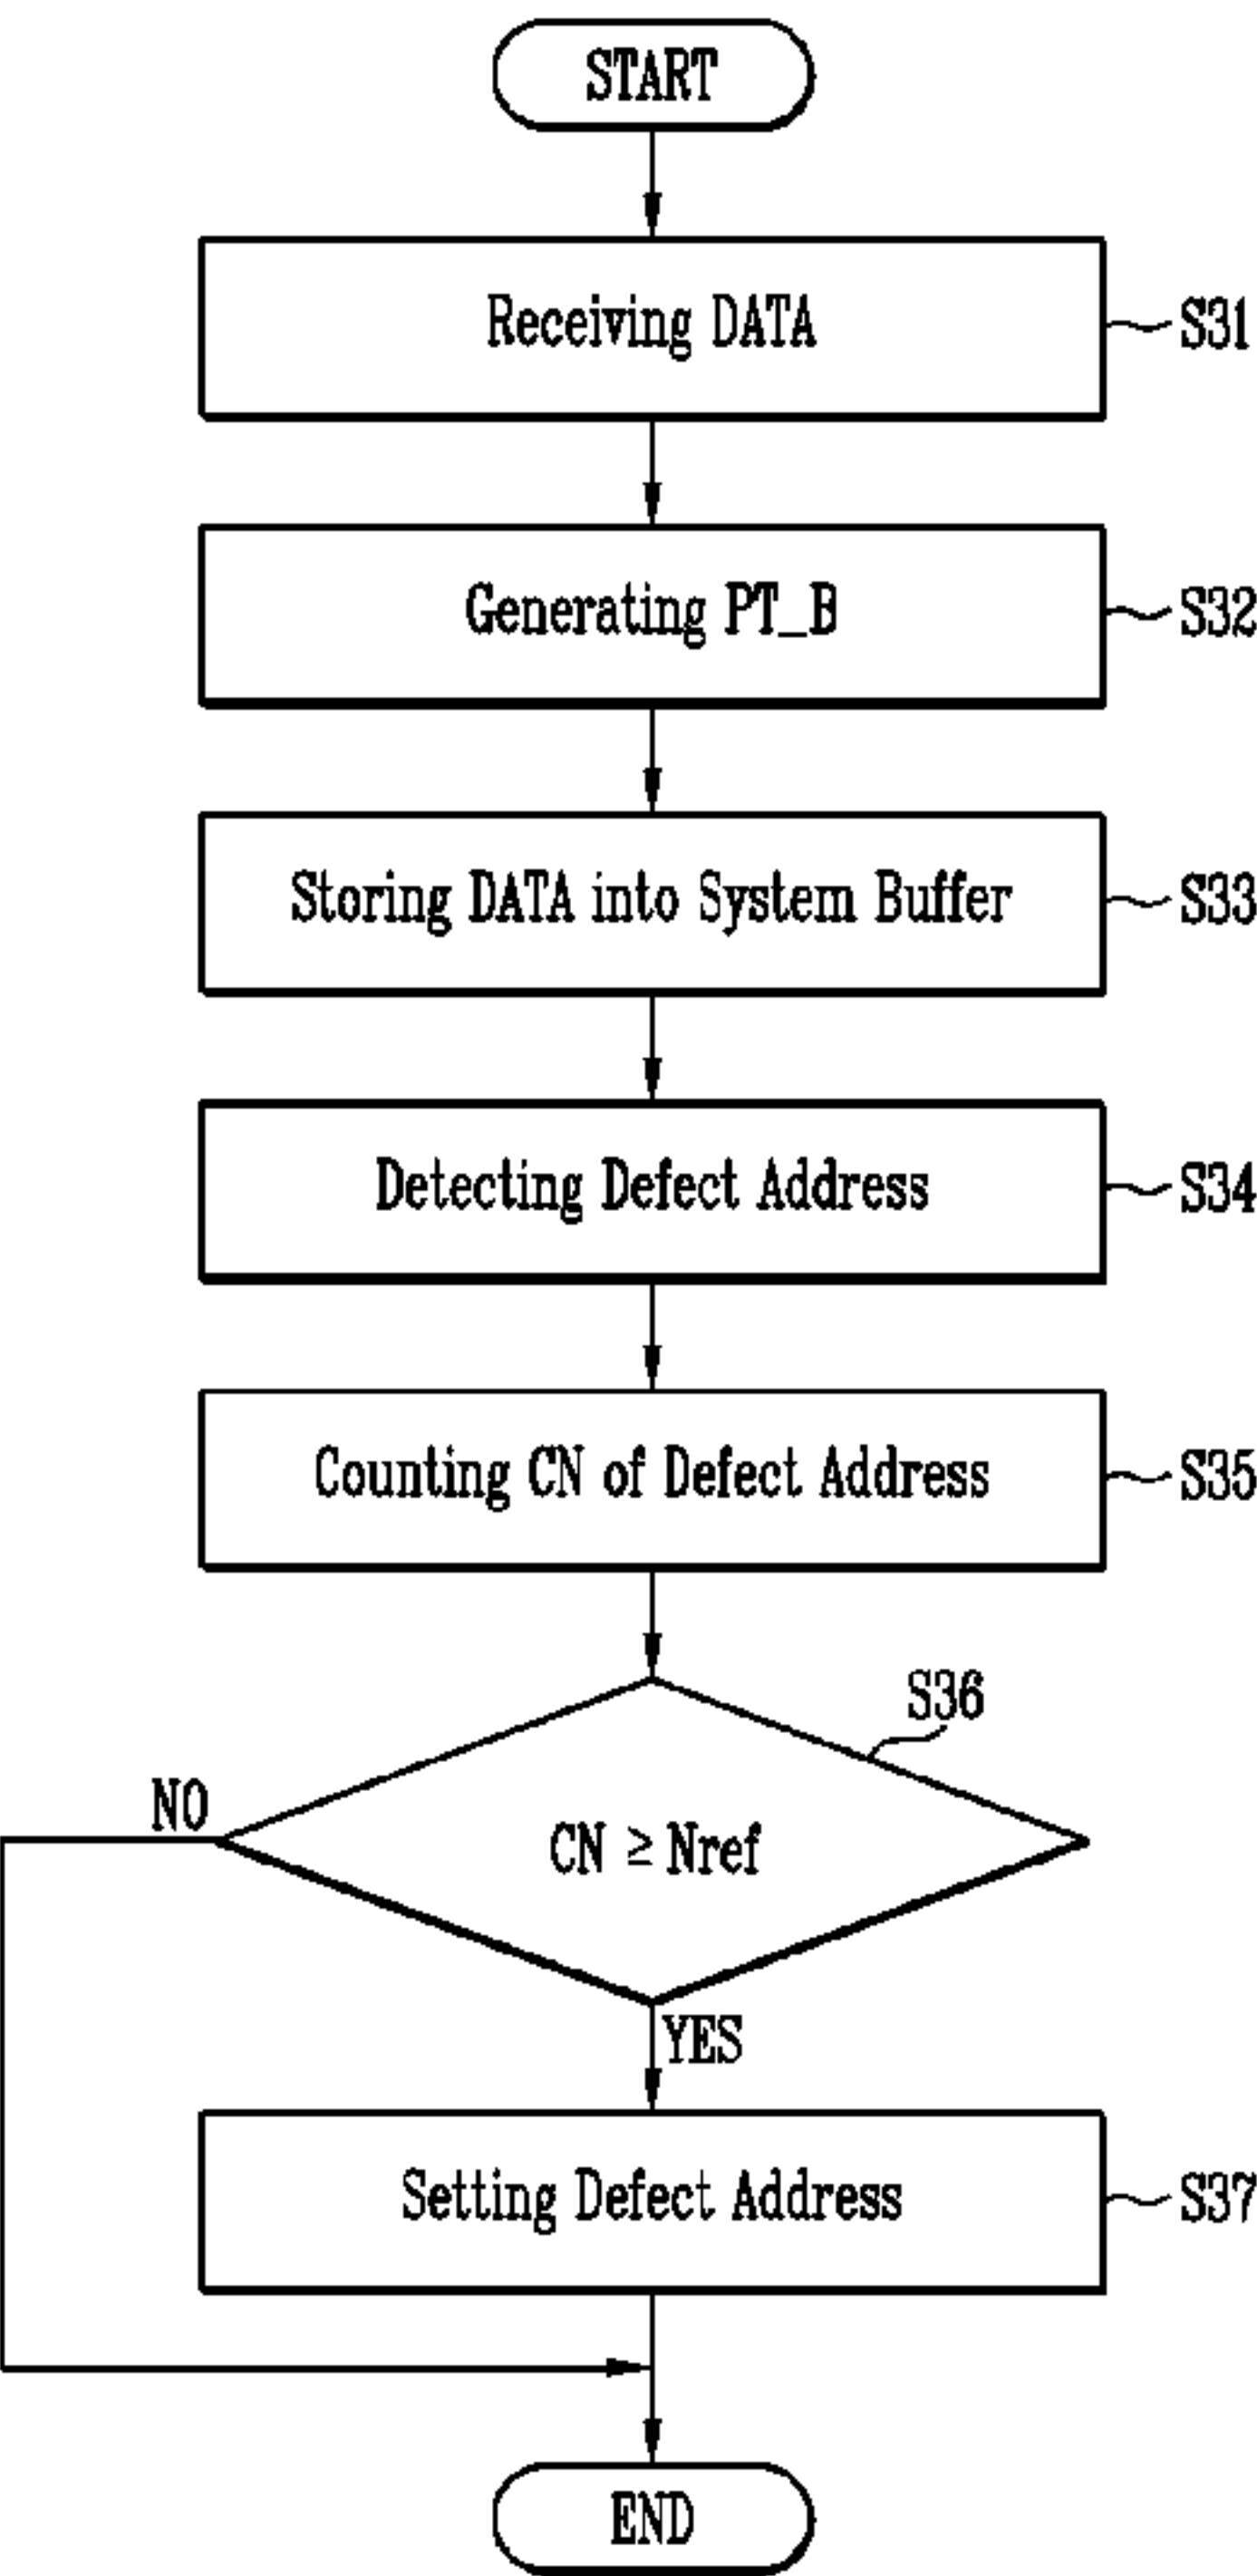 START
Receiving DATA
S31
Generating PT_B
S32
Storing DATA into System Buffer
S33
Detecting Defect Address
S34
Counting CN of Defect Address
S35
S36
NO
CN ≥ Nref
YES
Setting Defect Address
S37
END